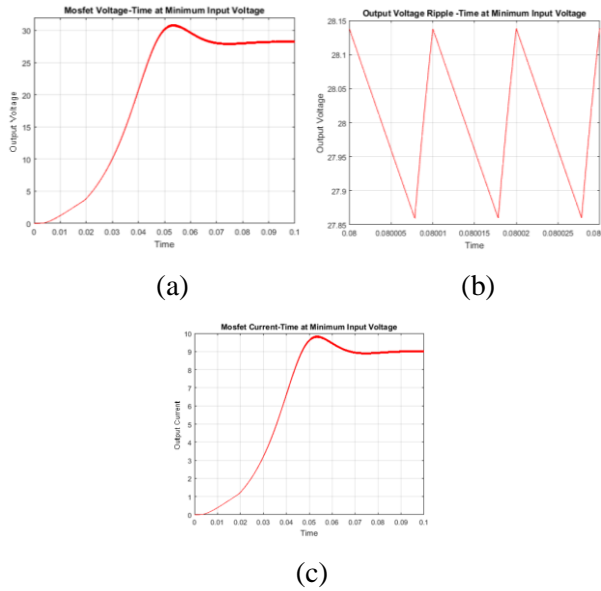 Mosfet Voltage-Time at Minimum Input Voltage
Output Voltage
30
25
20
15
10
5
0
0 0.01 0.02 0.03 0.04 0.05 0.06 0.07 0.08 0.09 0.1
Time
(a)
Output Voltage Ripple -Time at Minimum Input Voltage
Output Voltage
28.15
28.1
28.05
28
27.95
27.9
27.85
0.08 0.080005 0.08001 0.080015 0.08002 0.080025 0.08
Time
(b)
Mosfet Current-Time at Minimum Input Voltage
Output Current
10
9
8
7
6
5
4
3
2
1
0
0 0.01 0.02 0.03 0.04 0.05 0.06 0.07 0.08 0.09 0.1
Time
(c)